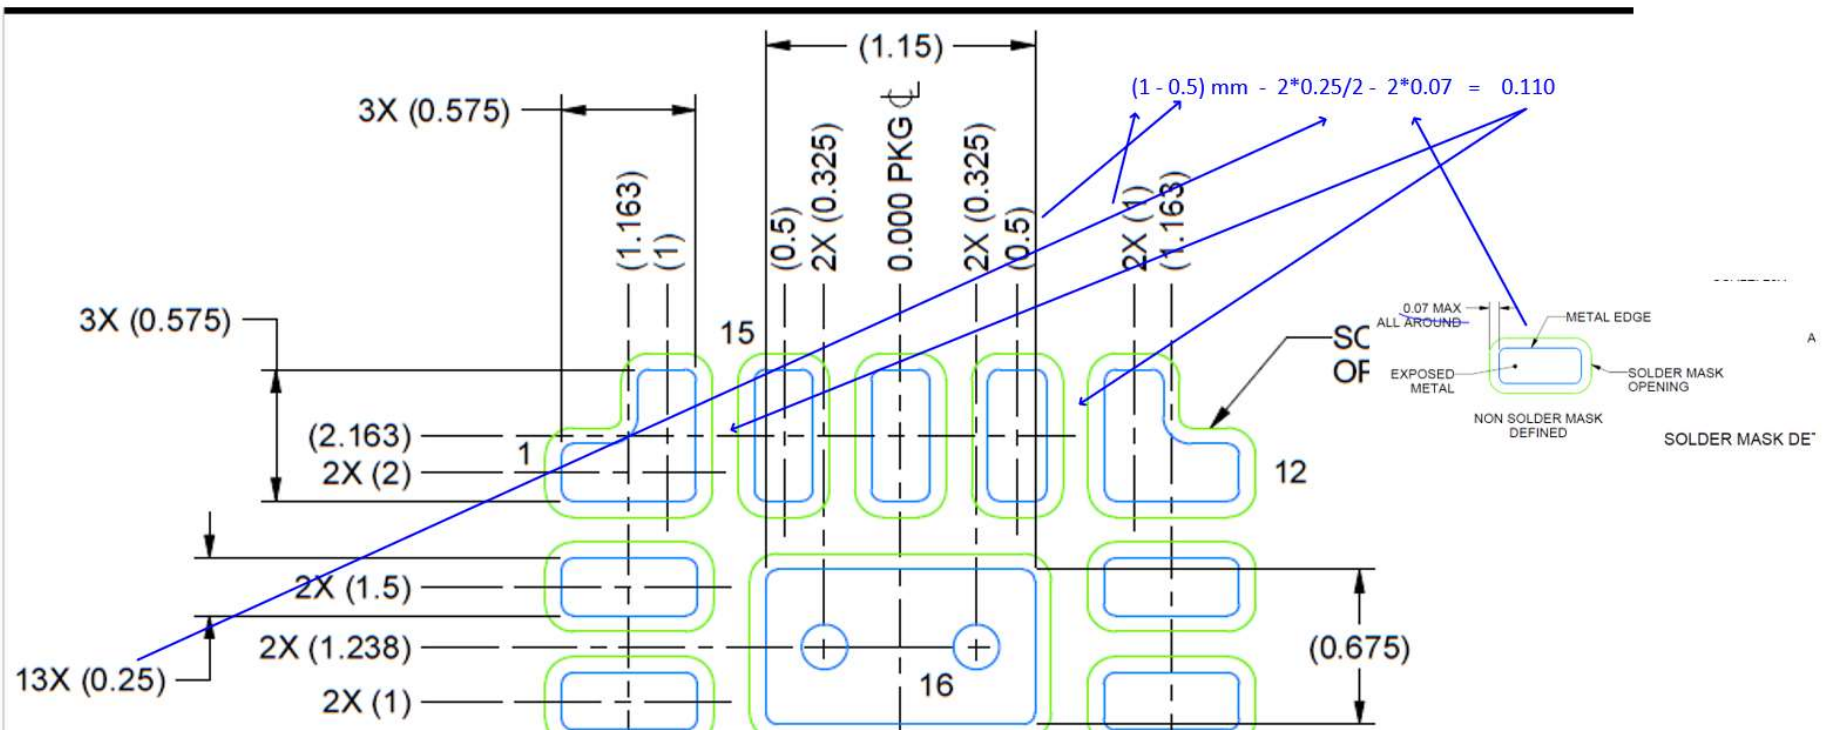 (1.15)
(1 - 0.5) mm - 2*0.25/2 - 2*0.07 = 0.110
3X (0.575)
(1.163)
(1)
(0.5)
2X (0.325)
0.000 PKG
2X (0.325)
(0.5)
2X (1)
(1.163)
3X (0.575)
15
0.07 MAX
ALL AROUND
METAL EDGE
A
EXPOSED
METAL
SOLDER MASK
OPENING
NON SOLDER MASK
DEFINED
SOLDER MASK DE
(2.163)
1
2X (2)
12
2X (1.5)
2X (1.238)
(0.675)
13X (0.25)
16
2X (1)